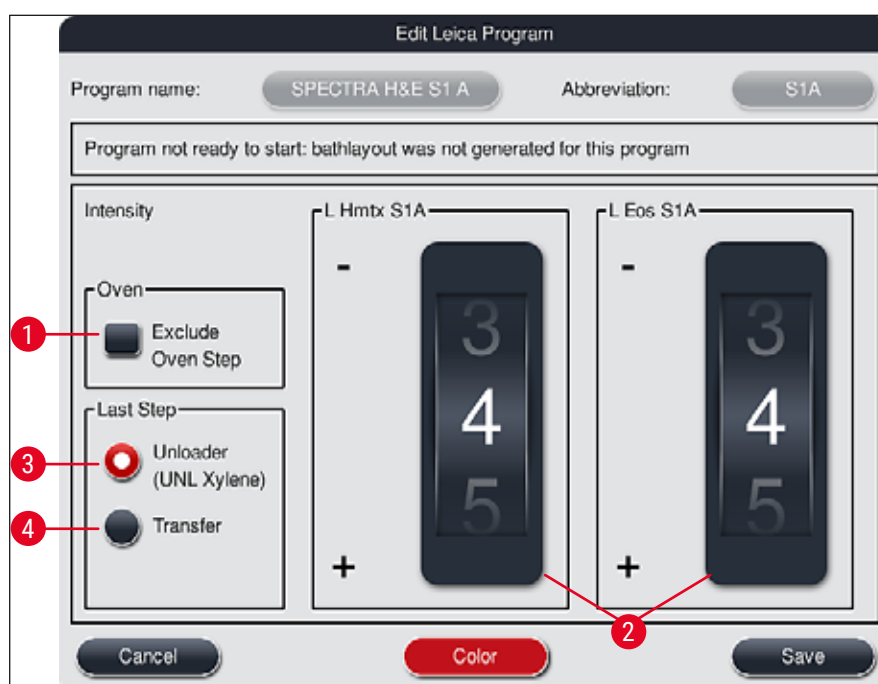 Edit Leica Program
Program name: SPECTRA H&E S1 A Abbreviation: S1A
Program not ready to start: bathlayout was not generated for this program
Intensity
Oven
1
Exclude
Oven Step
Last Step
3
Unloader
(UNL Xylene)
4
Transfer
L Hmtx S1A
-
3
4
5
+
L Eos S1A
-
3
4
5
+
2
Cancel Color Save